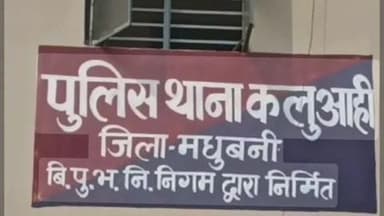 पुलिस थाना कलुआही
जिला-मधुबनी
बि.पु.भ.नि.निगम द्वारा निर्मित